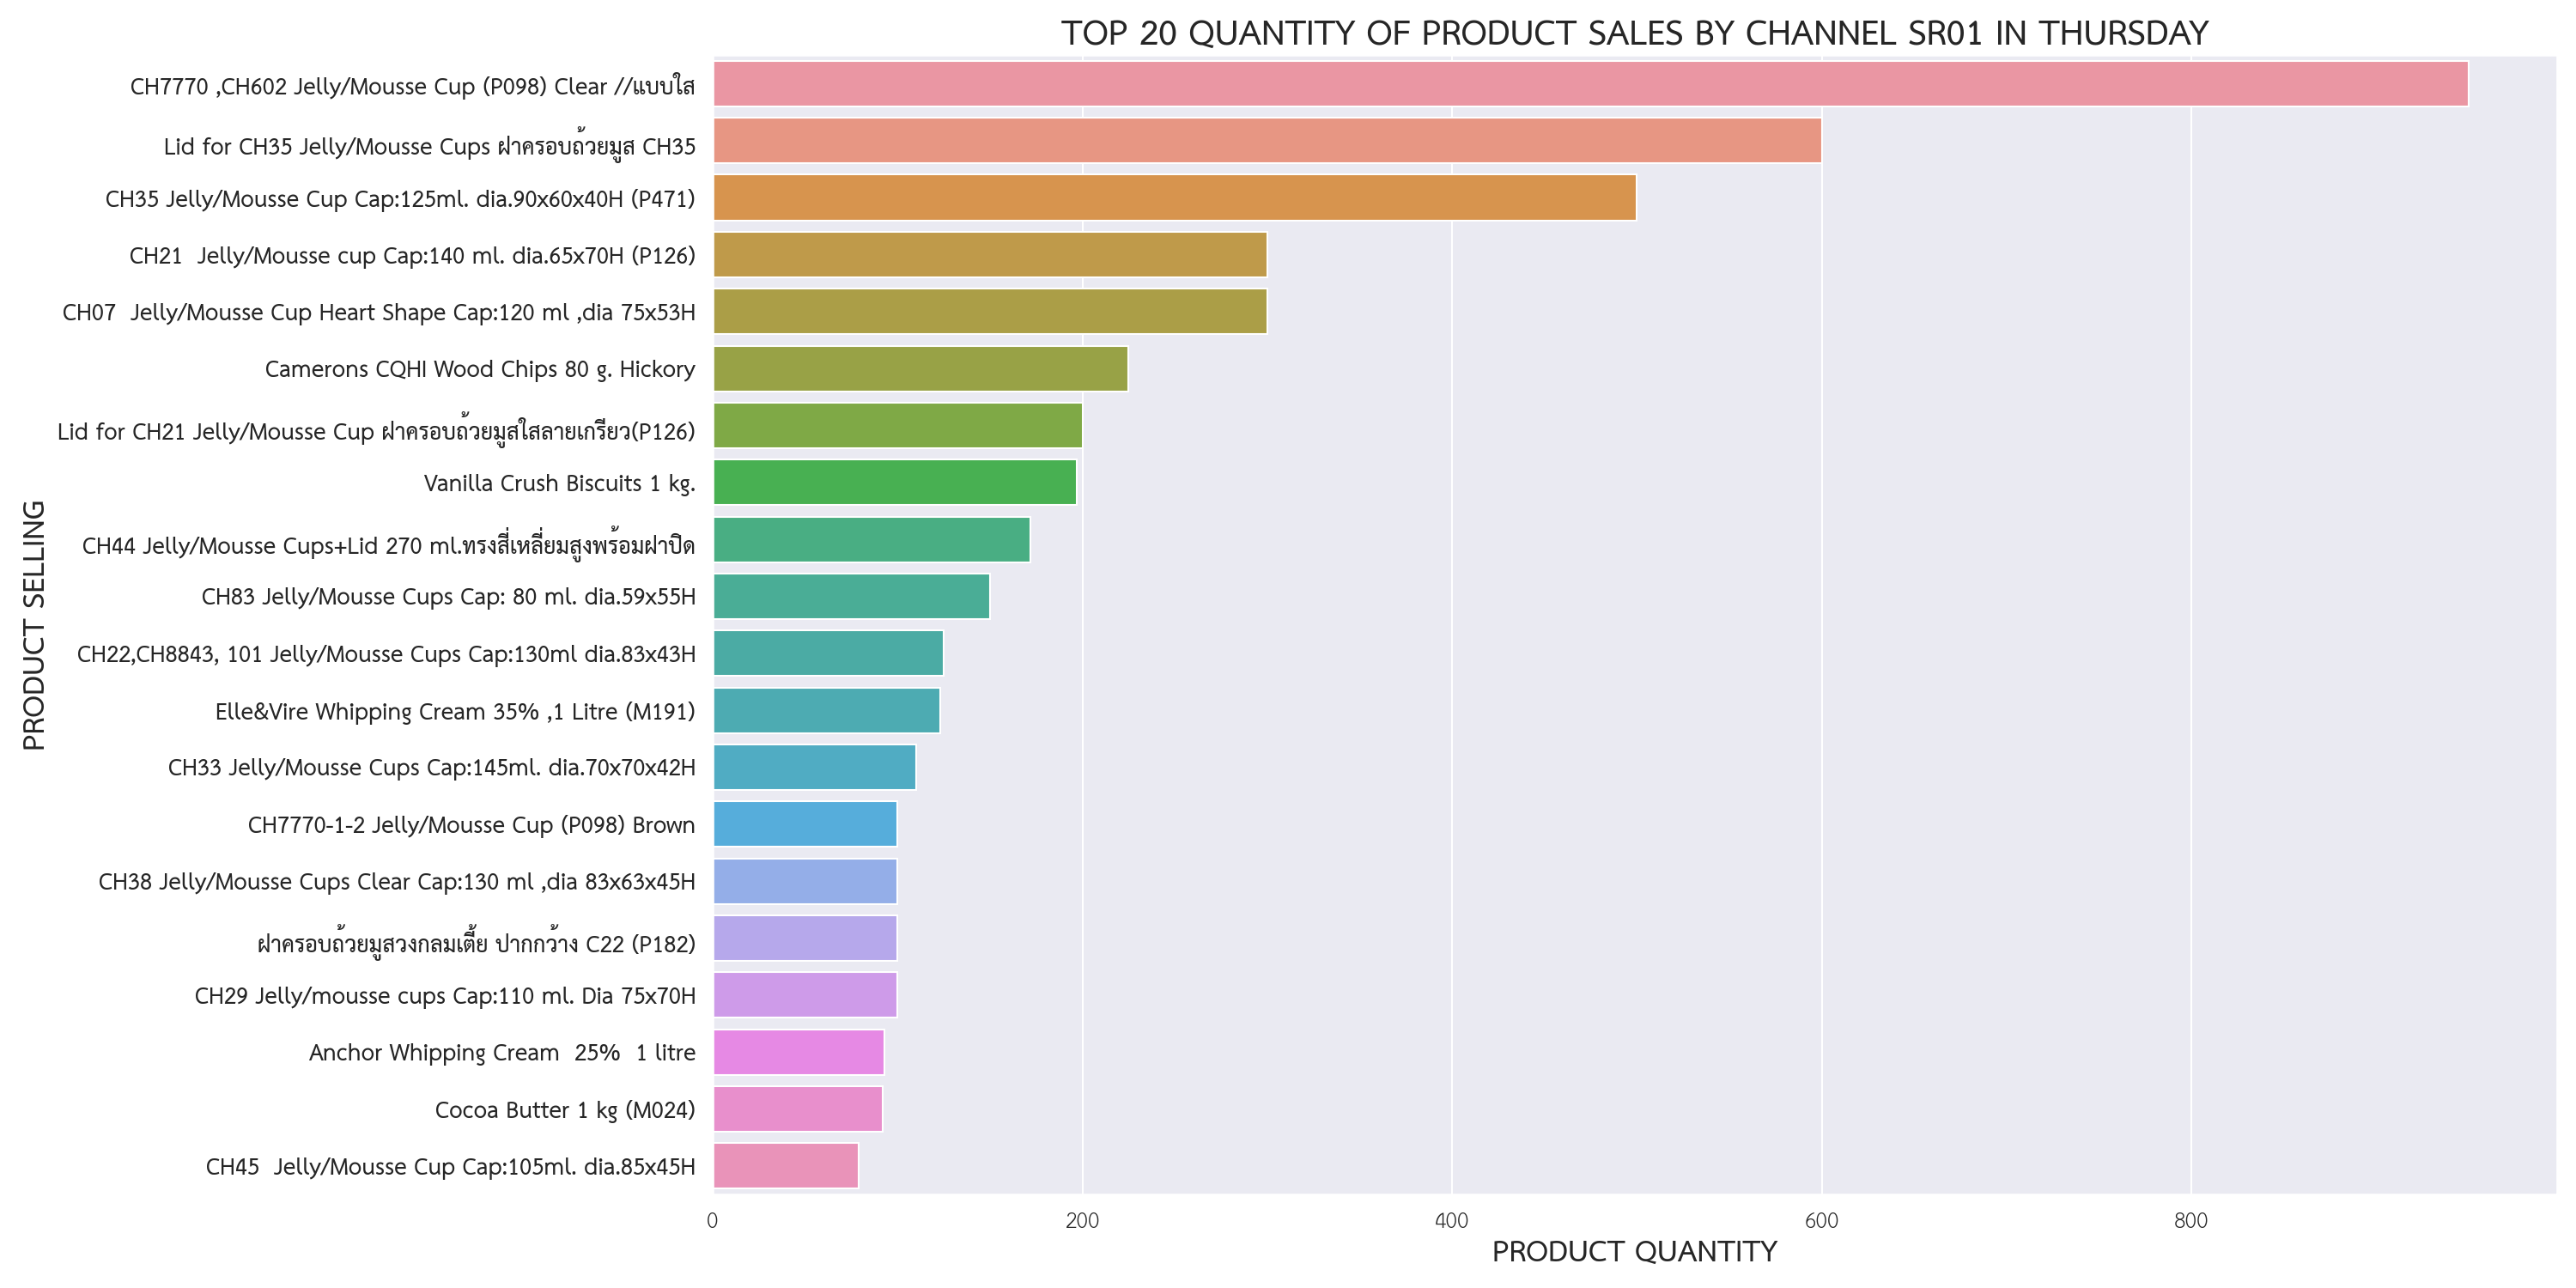 TOP 20 QUANTITY OF PRODUCT SALES BY CHANNEL SR01 IN THURSDAY
PRODUCT SELLING
CH7770 ,CH602 Jelly/Mousse Cup (P098) Clear //แบบใส
Lid for CH35 Jelly/Mousse Cups ฝาครอบถ้วยมูส CH35
CH35 Jelly/Mousse Cup Cap:125ml. dia.90x60x40H (P471)
CH21  Jelly/Mousse cup Cap:140 ml. dia.65x70H (P126)
CH07  Jelly/Mousse Cup Heart Shape Cap:120 ml ,dia 75x53H
Camerons CQHI Wood Chips 80 g. Hickory
Lid for CH21 Jelly/Mousse Cup ฝาครอบถ้วยมูสใสลายเกรียว(P126)
Vanilla Crush Biscuits 1 kg.
CH44 Jelly/Mousse Cups+Lid 270 ml.ทรงสี่เหลี่ยมสูงพร้อมฝาปิด
CH83 Jelly/Mousse Cups Cap: 80 ml. dia.59x55H
CH22,CH8843, 101 Jelly/Mousse Cups Cap:130ml dia.83x43H
Elle&Vire Whipping Cream 35% ,1 Litre (M191)
CH33 Jelly/Mousse Cups Cap:145ml. dia.70x70x42H
CH7770-1-2 Jelly/Mousse Cup (P098) Brown
CH38 Jelly/Mousse Cups Clear Cap:130 ml ,dia 83x63x45H
ฝาครอบถ้วยมูสวงกลมเตี้ย ปากกว้าง C22 (P182)
CH29 Jelly/mousse cups Cap:110 ml. Dia 75x70H
Anchor Whipping Cream  25%  1 litre
Cocoa Butter 1 kg (M024)
CH45  Jelly/Mousse Cup Cap:105ml. dia.85x45H
0 200 400 600 800
PRODUCT QUANTITY